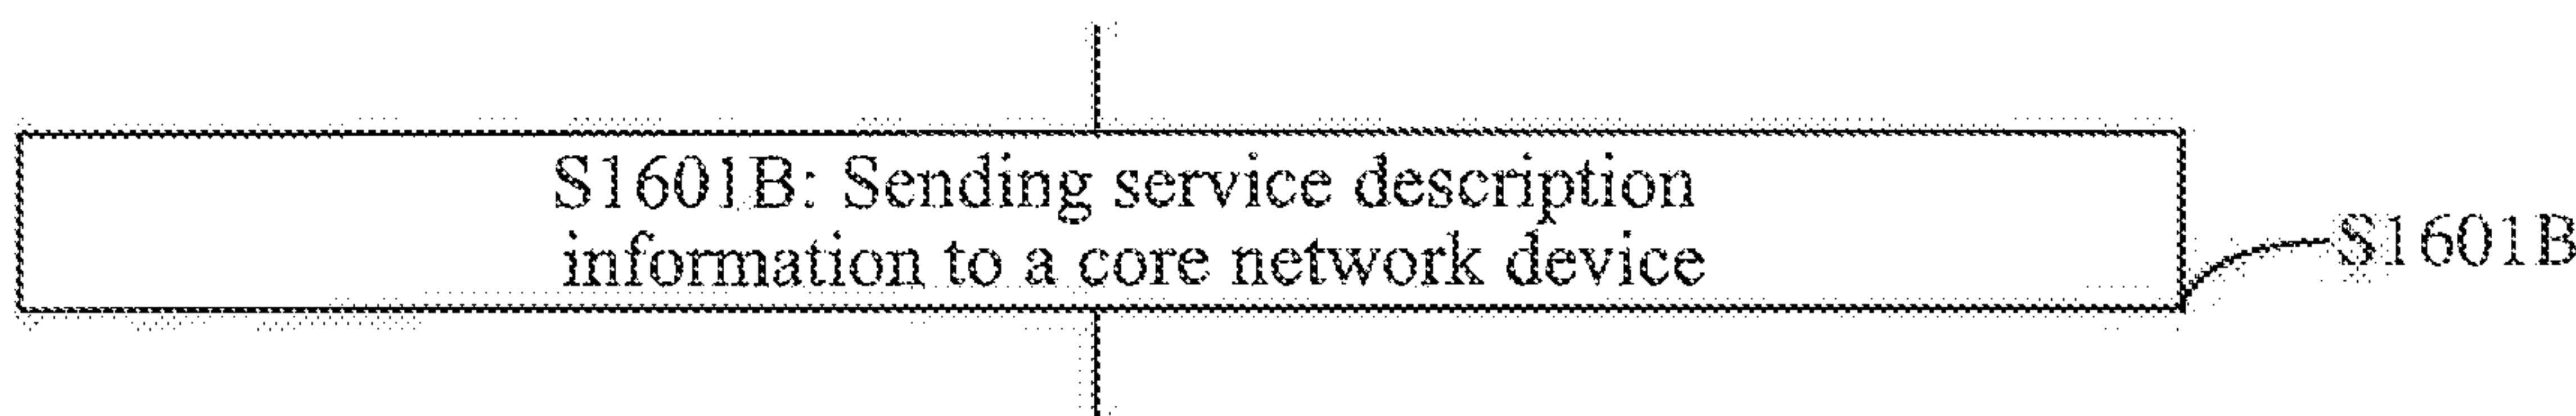 S1601B: Sending service description
information to a core network device
S1601B